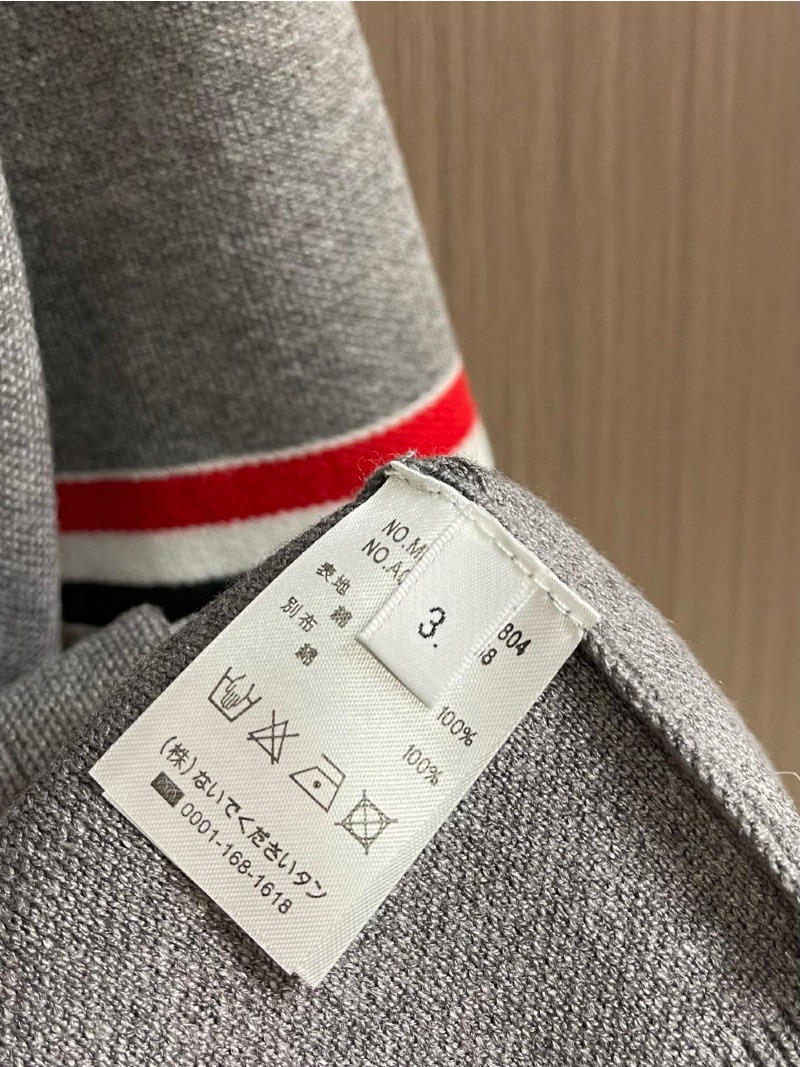 NO.M
804
NO.A
18
3.
表地
綿 100%
別布
綿 100%
(株)ないでくださいタン
0001-168-1618